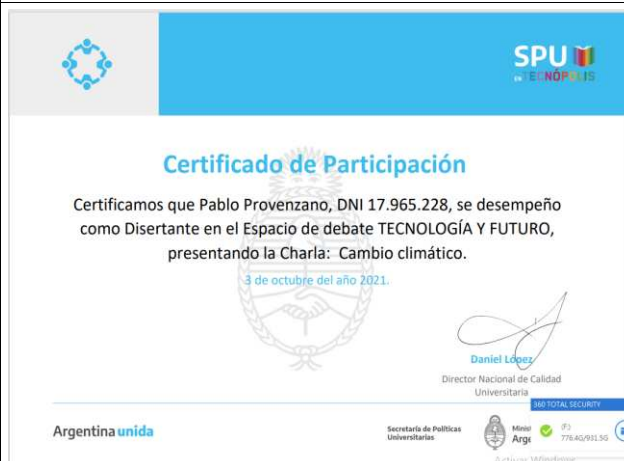 SPU
EN TECNÓPOLIS
Certificado de Participación
Certificamos que Pablo Provenzano, DNI 17.965.228, se desempeño
como Disertante en el Espacio de debate TECNOLOGÍA Y FUTURO,
presentando la Charla: Cambio climático.
3 de octubre del año 2021.
Daniel López
Director Nacional de Calidad
Universitaria
360 TOTAL SECURITY
Argentina unida
Secretaría de Políticas
Universitarias
Minist
Arge
(F:)
776.4G/931.5G
Activar Windows